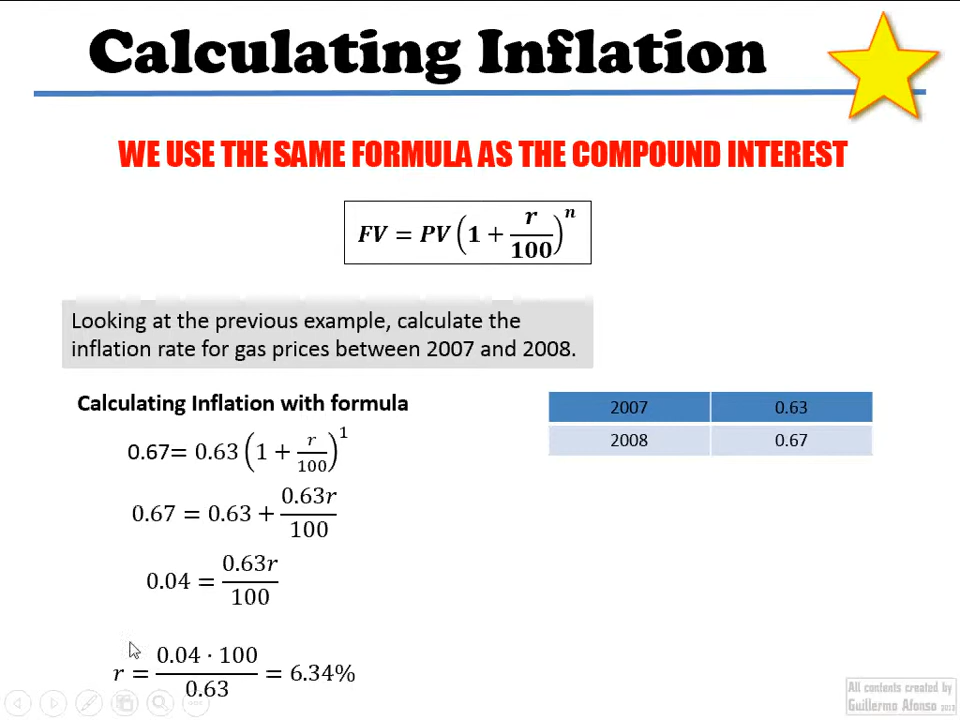 Calculating Inflation
WE USE THE SAME FORMULA AS THE COMPOUND INTEREST
FV = PV(1 + r/100)^n
Looking at the previous example, calculate the
inflation rate for gas prices between 2007 and 2008.
Calculating Inflation with formula
0.67= 0.63(1 + r/100)^1
0.67 = 0.63 + 0.63r/100
0.04 = 0.63r/100
r = 0.04 · 100/0.63 = 6.34%
2007 0.63
2008 0.67
All contents created by
Guillermo Afonso 2013